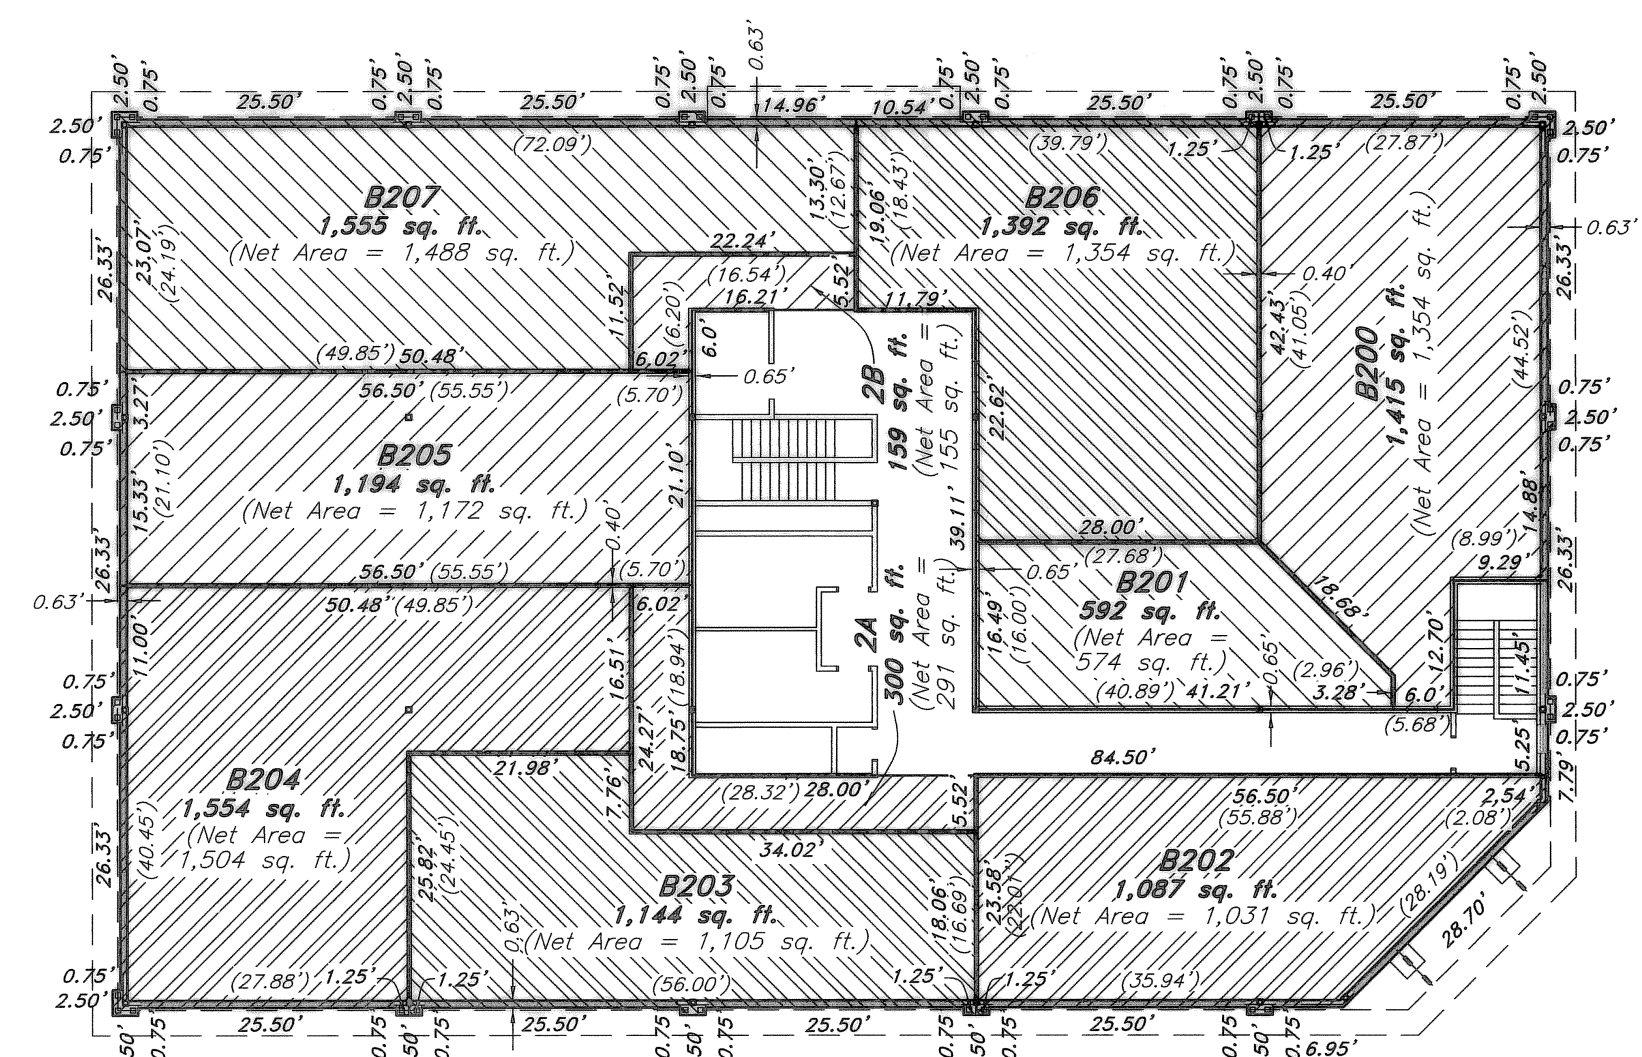 0.63'
2.50' 0.75' 25.50' 0.75' 2.50' 0.75' 25.50' 0.75' 2.50' 0.75' 14.96' 10.54' 0.75' 2.50' 0.75' 25.50' 0.75' 2.50' 0.75' 25.50' 0.75' 2.50'
2.50' (72.09') (39.79') 1.25' 1.25' (27.87') 2.50'
0.75' 0.75'
B207
1,555 sq. ft.
(Net Area = 1,488 sq. ft.)
26.33' 23.07' (24.19')
13.30' (12.67') 19.06' (18.43')
B206
1,392 sq. ft.
(Net Area = 1,354 sq. ft.)
0.63'
22.24'
(16.54')
16.21'
5.52'
11.79'
11.52' (6.20') 6.0'
0.40'
42.43' (41.05')
B200
1,415 sq. ft.
(Net Area = 1,354 sq. ft.)
(44.52') 26.33'
(49.85') 50.48' 6.02'
56.50' (55.55') (5.70') 0.65'
0.75' 0.75'
2.50' 2.50'
0.75' 0.75'
13.27'
2B
159 sq. ft.
(Net Area =
155 sq. ft.)
22.62'
B205
1,194 sq. ft.
(Net Area = 1,172 sq. ft.)
15.33' (21.10') 21.10' 39.11'
26.33'
0.40'
56.50' (55.55') (5.70')
50.48' (49.85') 6.02'
0.63'
28.00'
(27.68')
0.65'
B201
592 sq. ft.
(Net Area =
574 sq. ft.)
16.49' (16.00')
0.65'
(2.96')
(40.89') 41.21' 3.28' 6.0'
(5.68')
18.68'
(8.99')
9.29'
14.88' 26.33'
12.70' 11.45'
2A
300 sq. ft.
(Net Area =
291 sq. ft.)
11.00' 16.51' (18.94')
24.27' 18.75'
0.75' 0.75'
2.50' 2.50'
0.75' 0.75'
84.50'
5.25' 7.79'
21.98' 7.76'
(28.32') 28.00' 5.52'
56.50' 2.54'
(55.88') (2.08')
B204
1,554 sq. ft.
(Net Area =
1,504 sq. ft.)
26.33' (40.45')
25.82' (24.45')
34.02'
B203
1,144 sq. ft.
(Net Area = 1,105 sq. ft.)
18.06' (16.69') 23.58' (22.01')
B202
1,087 sq. ft.
(Net Area = 1,031 sq. ft.)
(28.19')
28.70'
0.63'
0.75' (27.88') 1.25' 1.25' (56.00') 1.25' 1.25' (35.94')
2.50'
50' 0.75' 25.50' 0.75' 50' 0.75' 25.50' 0.75' 50' 0.75' 25.50' 0.75' 50' 0.75' 25.50' 0.75' 50' 0.75' 6.95'